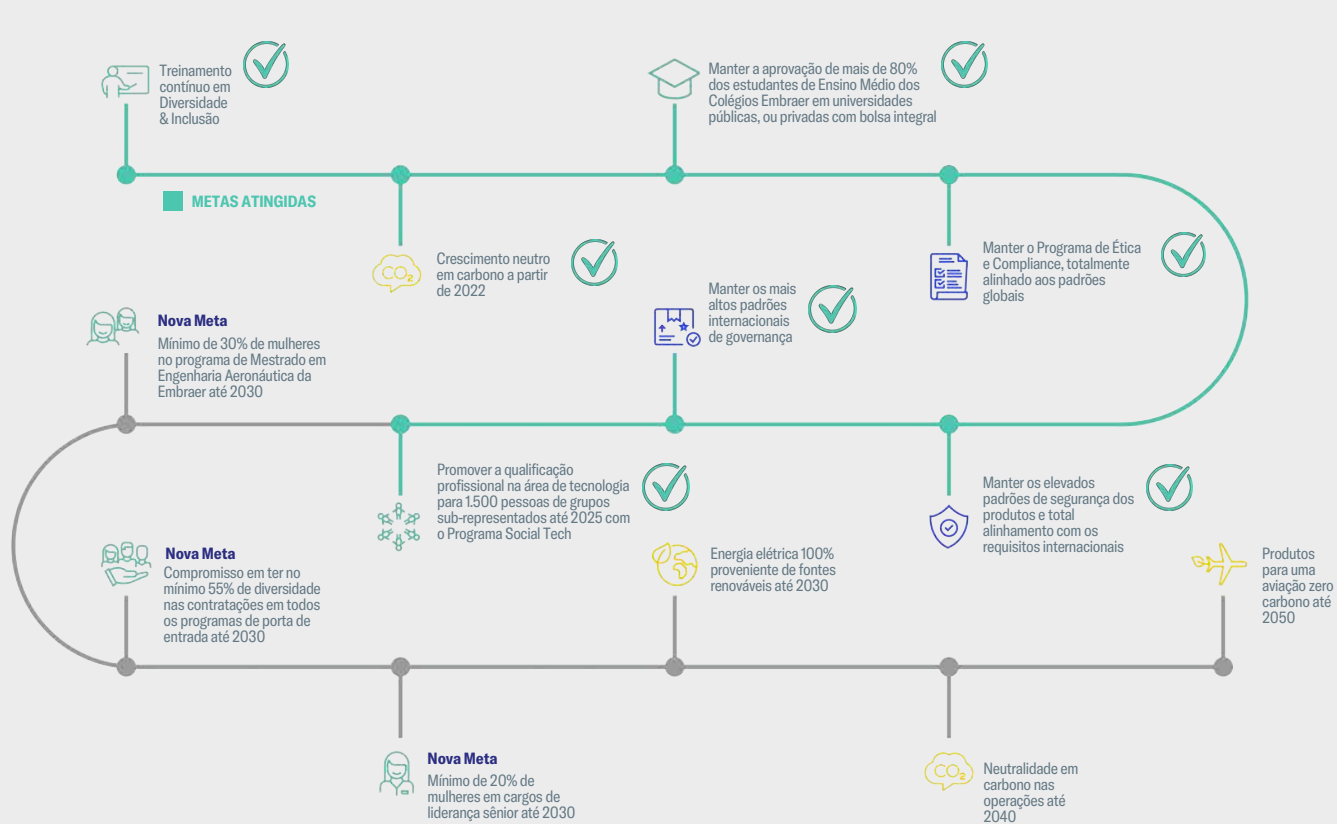 Treinamento
contínuo em
Diversidade
& Inclusão
Manter a aprovação de mais de 80%
dos estudantes de Ensino Médio dos
Colégios Embraer em universidades
públicas, ou privadas com bolsa integral
METAS ATINGIDAS
CO2
Crescimento neutro
em carbono a partir
de 2022
Manter o Programa de Ética
e Compliance, totalmente
alinhado aos padrões
globais
Manter os mais
altos padrões
internacionais
de governança
Nova Meta
Mínimo de 30% de mulheres
no programa de Mestrado em
Engenharia Aeronáutica da
Embraer até 2030
Promover a qualificação
profissional na área de tecnologia
para 1.500 pessoas de grupos
sub-representados até 2025 com
o Programa Social Tech
Manter os elevados
padrões de segurança dos
produtos e total
alinhamento com os
requisitos internacionais
Nova Meta
Compromisso em ter no
mínimo 55% de diversidade
nas contratações em todos
os programas de porta de
entrada até 2030
Energia elétrica 100%
proveniente de fontes
renováveis até 2030
Produtos
para uma
aviação zero
carbono até
2050
Nova Meta
Mínimo de 20% de
mulheres em cargos de
liderança sênior até 2030
CO2
Neutralidade em
carbono nas
operações até
2040